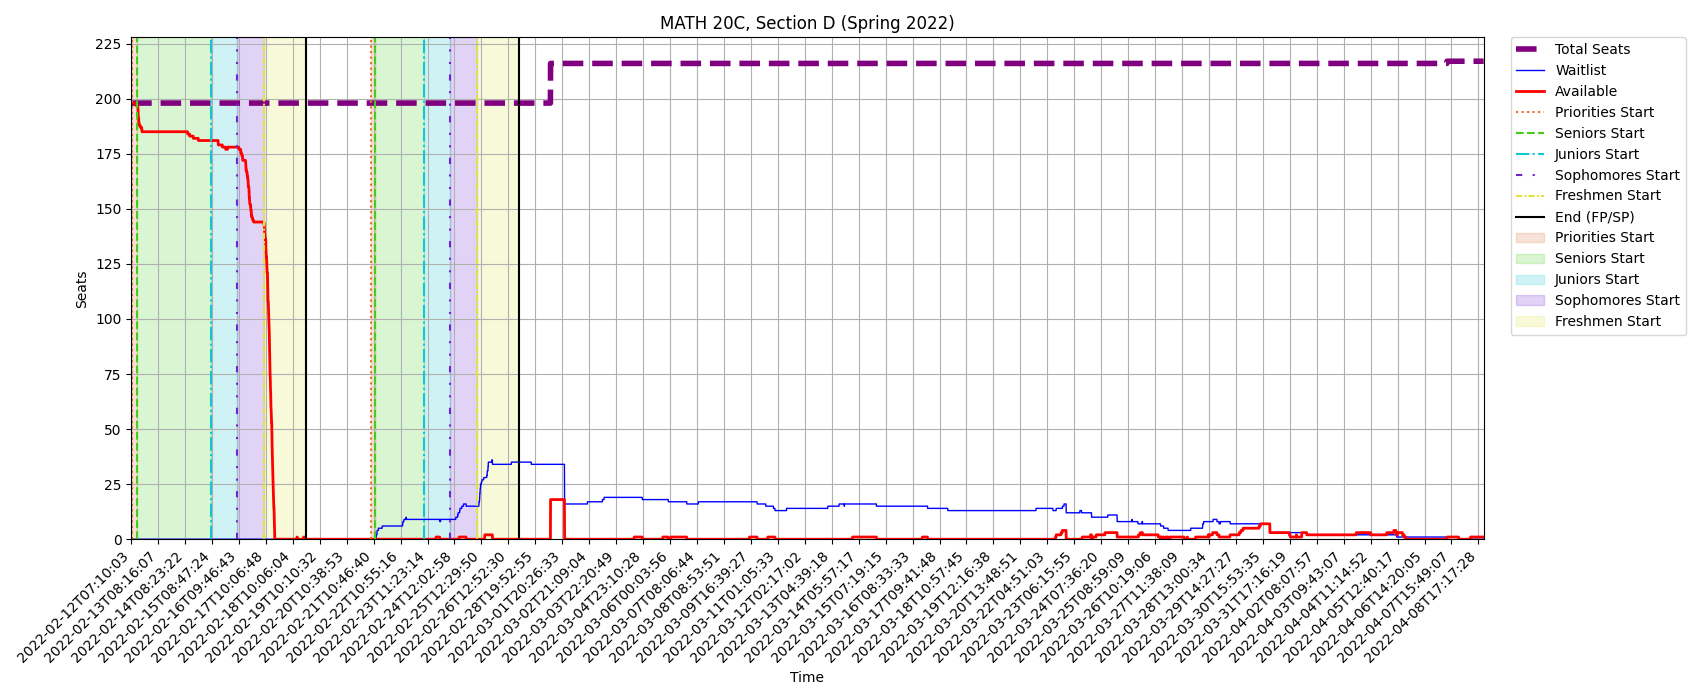 MATH 20C, Section D (Spring 2022)
Seats
225
200
175
150
125
100
75
50
25
0
2022-02-12T07:10:03
2022-02-13T08:16:07
2022-02-14T08:23:22
2022-02-15T08:47:24
2022-02-16T09:46:43
2022-02-17T10:06:48
2022-02-18T10:06:04
2022-02-19T10:10:32
2022-02-20T10:38:53
2022-02-21T10:46:40
2022-02-22T10:55:16
2022-02-23T11:23:14
2022-02-24T12:02:58
2022-02-25T12:29:50
2022-02-26T12:52:30
2022-02-28T19:52:55
2022-03-01T20:26:33
2022-03-02T21:09:04
2022-03-03T22:20:49
2022-03-04T23:10:28
2022-03-06T00:03:56
2022-03-07T08:06:44
2022-03-08T08:53:51
2022-03-09T16:39:27
2022-03-11T01:05:33
2022-03-12T02:17:02
2022-03-13T04:39:18
2022-03-14T05:57:17
2022-03-15T07:19:15
2022-03-16T08:33:33
2022-03-17T09:41:48
2022-03-18T10:57:45
2022-03-19T12:16:38
2022-03-20T13:48:51
2022-03-22T04:51:03
2022-03-23T06:15:55
2022-03-24T07:36:20
2022-03-25T08:59:09
2022-03-26T10:19:06
2022-03-27T11:38:09
2022-03-28T13:00:34
2022-03-29T14:27:27
2022-03-30T15:53:35
2022-03-31T17:16:19
2022-04-02T08:07:57
2022-04-03T09:43:07
2022-04-04T11:14:52
2022-04-05T12:40:17
2022-04-06T14:20:05
2022-04-07T15:49:07
2022-04-08T17:17:28
Time
Total Seats
Waitlist
Available
Priorities Start
Seniors Start
Juniors Start
Sophomores Start
Freshmen Start
End (FP/SP)
Priorities Start
Seniors Start
Juniors Start
Sophomores Start
Freshmen Start